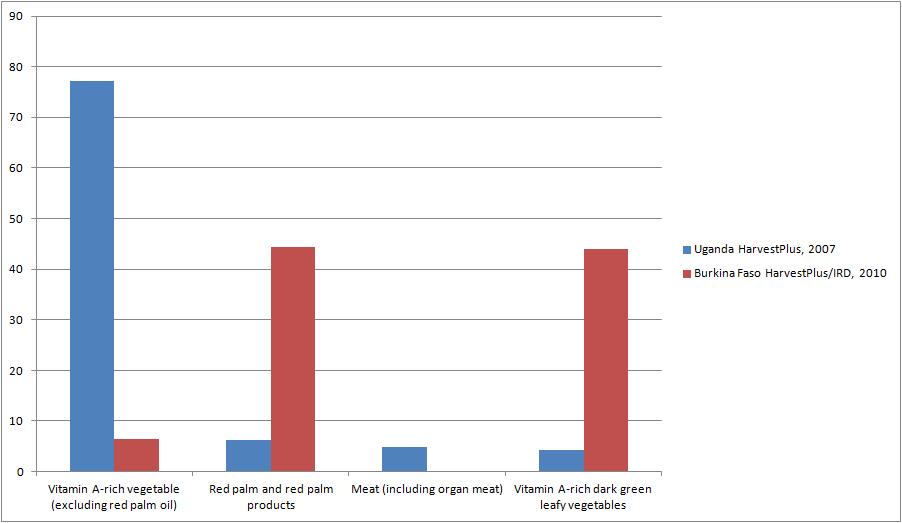 90
80
70
60
50
40
30
20
10
0
Vitamin A-rich vegetable
(excluding red palm oil)
Red palm and red palm
products
Meat (including organ meat)
Vitamin A-rich dark green
leafy vegetables
Uganda HarvestPlus, 2007
Burkina Faso HarvestPlus/IRD, 2010